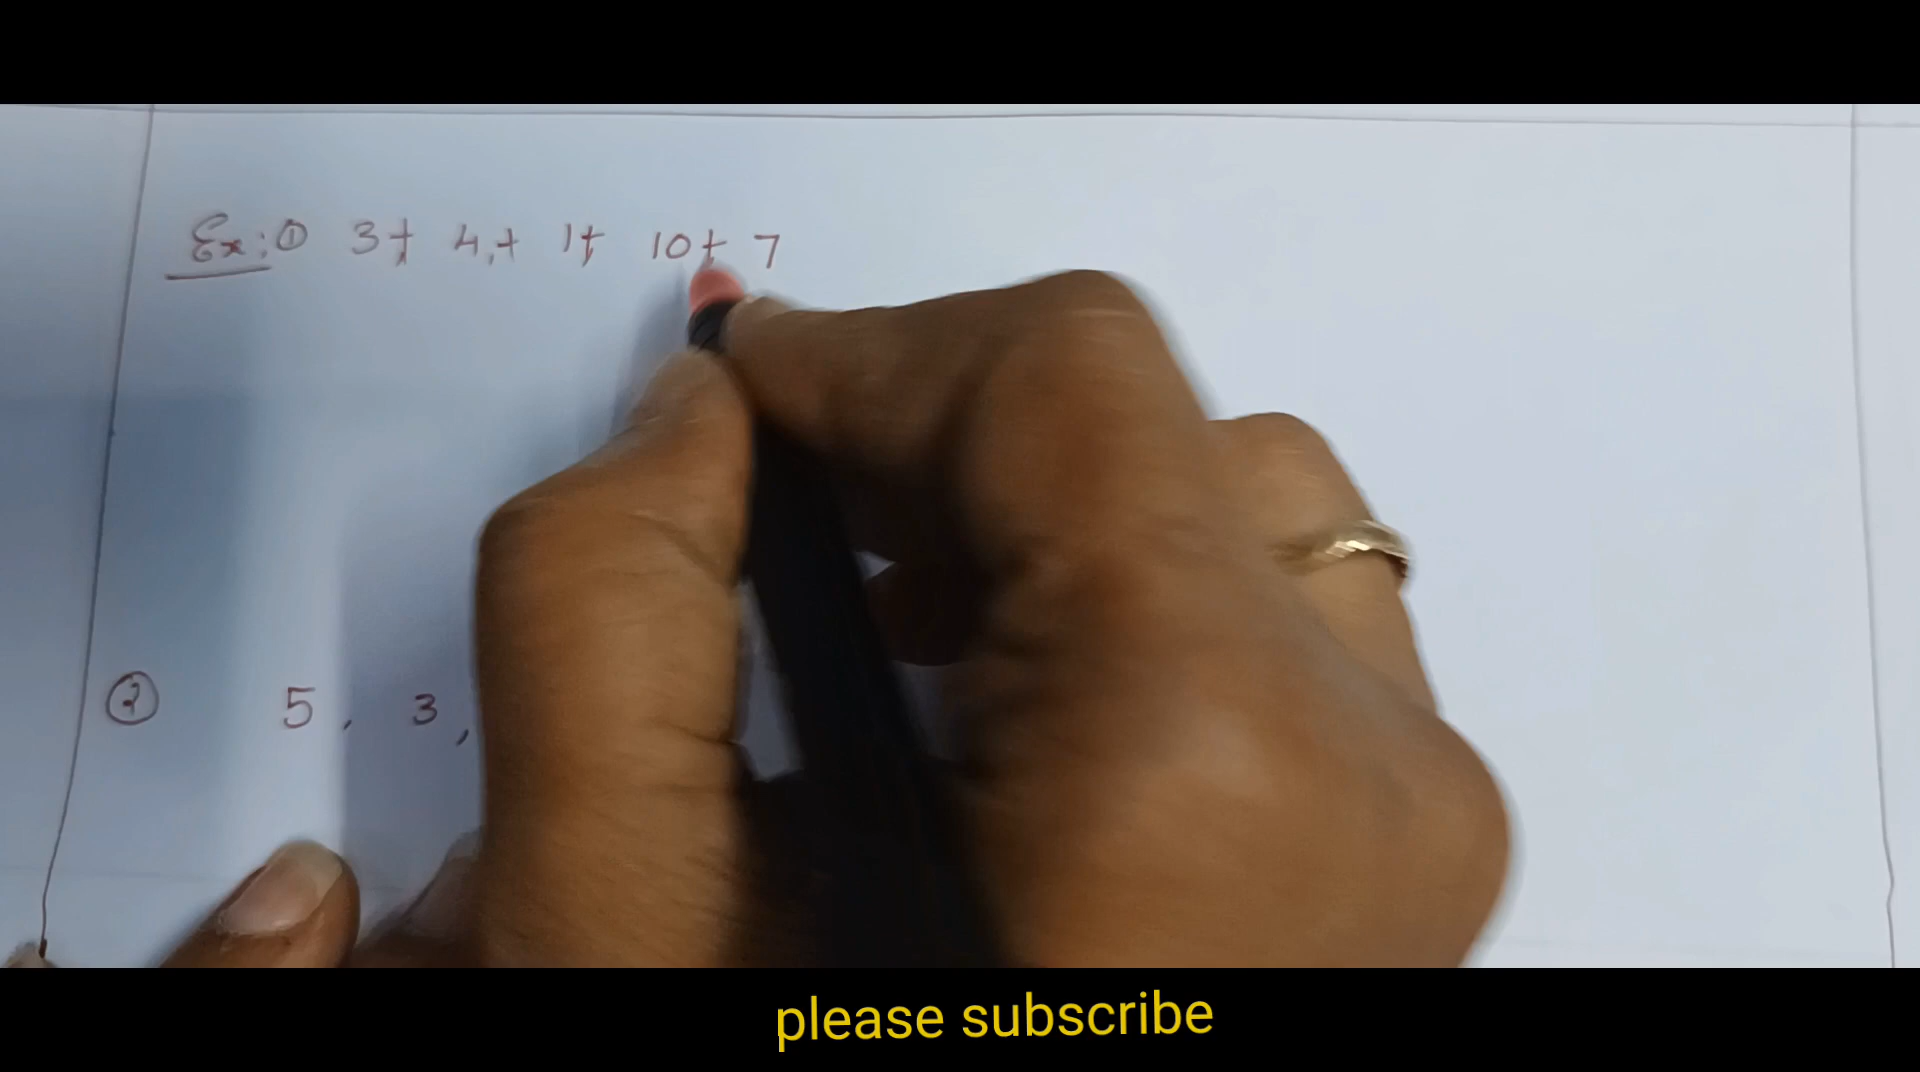 Ex: ① 3,+ 4,+ 1,+ 10,+ 7
② 5, 3,
please subscribe